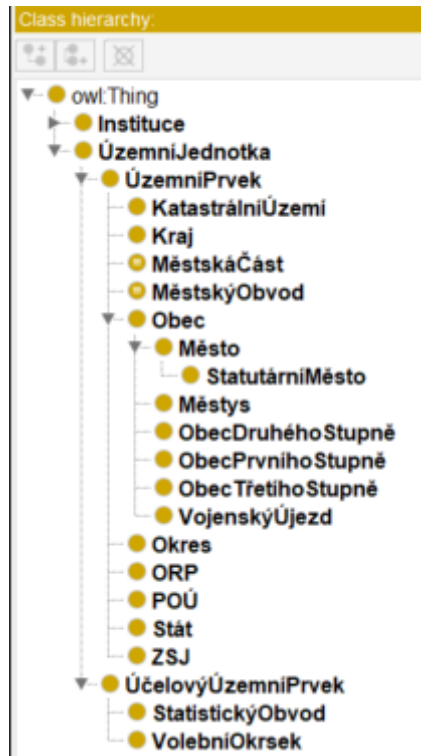 Class hierarchy:
owl:Thing
Instituce
ÚzemníJednotka
ÚzemníPrvek
KatastrálníÚzemí
Kraj
MěstskáČást
MěstskýObvod
Obec
Město
StatutárníMěsto
Městys
ObecDruhéhoStupně
ObecPrvníhoStupně
ObecTřetíhoStupně
VojenskýÚjezd
Okres
ORP
POÚ
Stát
ZSJ
ÚčelovýÚzemníPrvek
StatistickýObvod
VolebníOkrsek